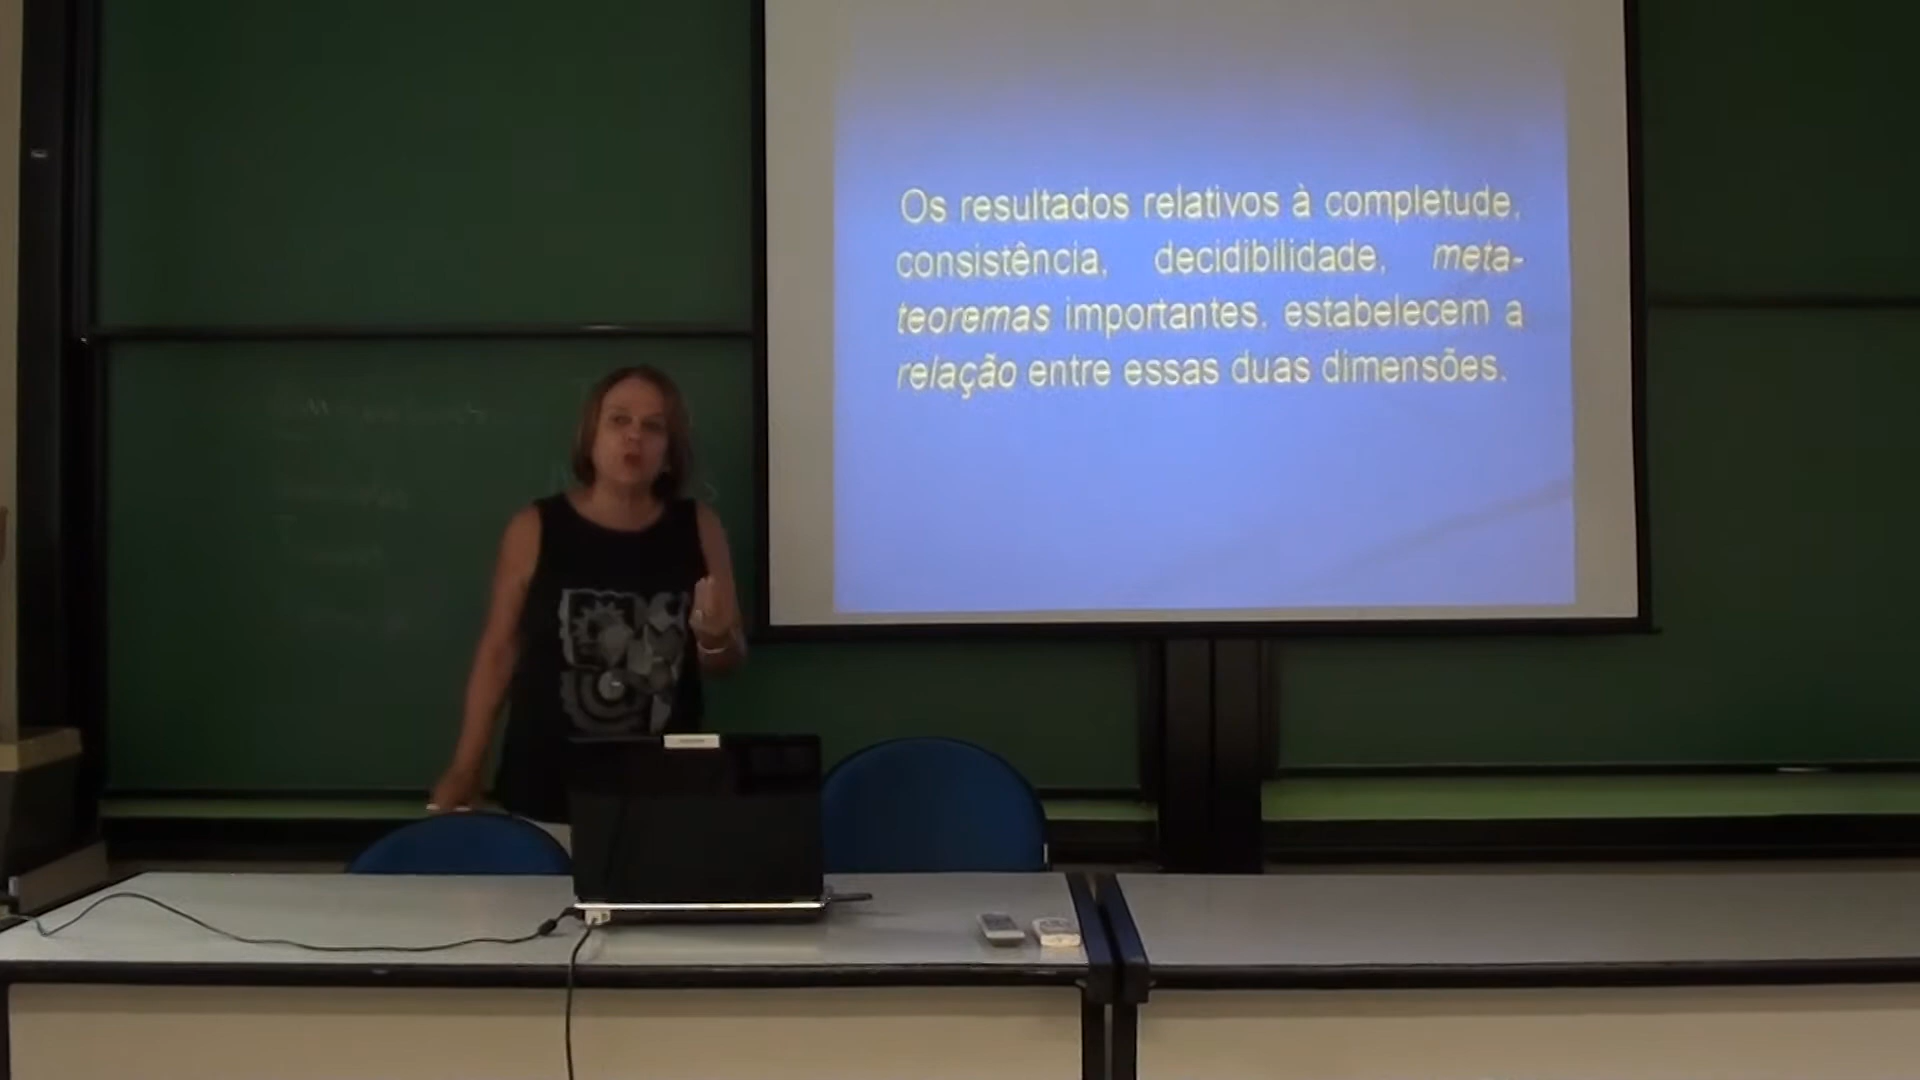 Os resultados relativos à completude,
consistência, decidibilidade, meta-
teoremas importantes, estabelecem a
relação entre essas duas dimensões.